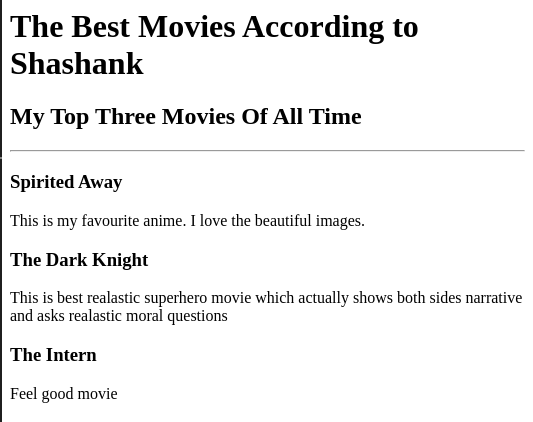 The Best Movies According to
Shashank
My Top Three Movies Of All Time
Spirited Away
This is my favourite anime. I love the beautiful images.
The Dark Knight
This is best realastic superhero movie which actually shows both sides narrative
and asks realastic moral questions
The Intern
Feel good movie